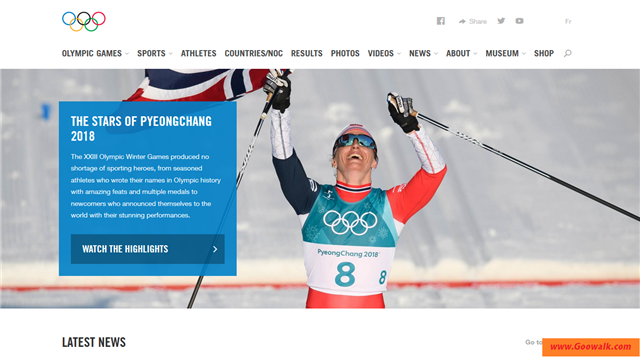 Share
Fr
OLYMPIC GAMES SPORTS ATHLETES COUNTRIES/NOC RESULTS PHOTOS VIDEOS NEWS ABOUT MUSEUM SHOP
THE STARS OF PYEONGCHANG
2018
The XXIII Olympic Winter Games produced no
shortage of sporting heroes, from seasoned
athletes who wrote their names in Olympic history
with amazing feats and multiple medals to
newcomers who announced themselves to the
world with their stunning performances.
WATCH THE HIGHLIGHTS
PyeongChang 2018
8
8
LATEST NEWS
Go to
www.Goowalk.com